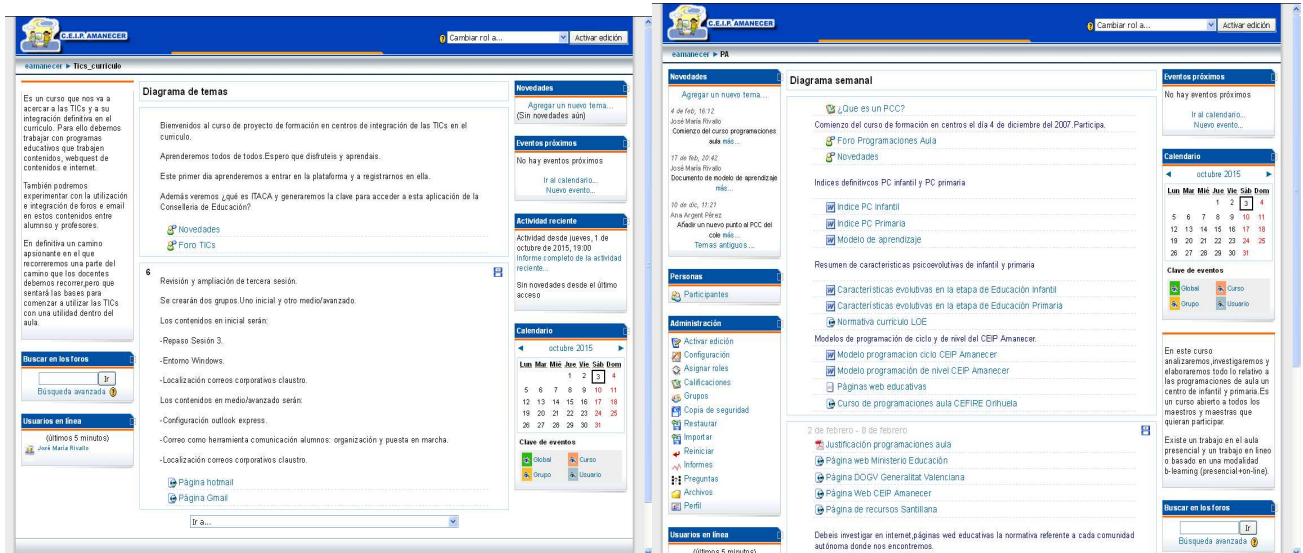 C.E.I.P. AMANECER
Cambiar rol a...
Activar edición
eamanecer ► Tics_curriculo
Es un curso que nos va a
acercar a las TICs y a su
integración definitiva en el
curriculo. Para ello debemos
trabajar con programas
educativos que trabajen
contenidos, webquest de
contenidos e internet.
También podremos
experimentar con la utilización
e integración de foros e email
en estos contenidos entre
alumnso y profesores.
En definitiva un camino
apsionante en el que
recorreremos una parte del
camino que los docentes
debemos recorrer,pero que
sentará las bases para
comenzar a utilizar las TICs
con una utilidad dentro del
aula.
Buscar en los foros
Ir
Búsqueda avanzada
Usuarios en línea
(últimos 5 minutos)
José María Rivallo
Diagrama de temas
Bienvenidos al curso de proyecto de formación en centros de integración de las TICs en el
curriculo.
Aprenderemos todos de todos.Espero que disfruteis y aprendais.
Este primer dia aprenderemos a entrar en la plataforma y a registrarnos en ella.
Además veremos ¿qué es ITACA y generaremos la clave para acceder a esta aplicación de la
Conselleria de Educación?
Novedades
Foro TICs
6
Revisión y ampliación de tercera sesión.
Se crearán dos grupos.Uno inicial y otro medio/avanzado.
Los contenidos en inicial serán:
-Repaso Sesión 3.
-Entorno Windows.
-Localización correos corporativos claustro.
Los contenidos en medio/avanzado serán:
-Configuración outlook express.
-Correo como herramienta comunicación alumnos: organización y puesta en marcha.
-Localización correos corporativos claustro.
Página hotmail
Página Gmail
Ir a...
Novedades
Agregar un nuevo tema...
(Sin novedades aún)
Eventos próximos
No hay eventos próximos
Ir al calendario...
Nuevo evento...
Actividad reciente
Actividad desde jueves, 1 de
octubre de 2015, 19:00
Informe completo de la actividad
reciente...
Sin novedades desde el último
acceso
Calendario
◄ octubre 2015 ►
Lun Mar Mié Jue Vie Sáb Dom
1 2 3 4
5 6 7 8 9 10 11
12 13 14 15 16 17 18
19 20 21 22 23 24 25
26 27 28 29 30 31
Clave de eventos
Global Curso
Grupo Usuario
C.E.I.P. AMANECER
Cambiar rol a...
Activar edición
eamanecer ► PA
Novedades
Agregar un nuevo tema...
4 de feb, 16:12
José María Rivallo
Comienzo del curso programaciones
aula más...
17 de feb, 20:42
José María Rivallo
Documento de modelo de aprendizaje
más...
10 de dic, 11:21
Ana Argent Pérez
Añadir un nuevo punto al PCC del
cole más...
Temas antiguos ...
Personas
Participantes
Administración
Activar edición
Configuración
Asignar roles
Calificaciones
Grupos
Copia de seguridad
Restaurar
Importar
Reiniciar
Informes
Preguntas
Archivos
Perfil
Usuarios en línea
(últimos 5 minutos)
Diagrama semanal
¿Que es un PCC?
Comienzo del curso de formación en centros el día 4 de diciembre del 2007.Participa.
Foro Programaciones Aula
Novedades
Indices definitivcos PC infantil y PC primaria
Indice PC Infantil
Indice PC Primaria
Modelo de aprendizaje
Resumen de caracteristicas psicoevolutivas de infantil y primaria
Características evolutivas en la etapa de Educación Infantil
Características evolutivas en la etapa de Educación Primaria
Normativa currículo LOE
Modelos de programación de ciclo y de nivel del CEIP Amanecer.
Modelo programacion ciclo CEIP Amanecer
Modelo programación de nivel CEIP Amanecer
Páginas web educativas
Curso de programaciones aula CEFIRE Orihuela
2 de febrero - 8 de febrero
Justificación programaciones aula
Página web Ministerio Educación
Página DOGV Generalitat Valenciana
Página Web CEIP Amanecer
Página de recursos Santillana
Debeis investigar en internet,páginas wed educativas la normativa referente a cada comunidad
autónoma donde nos encontremos.
Eventos próximos
No hay eventos próximos
Ir al calendario...
Nuevo evento...
Calendario
◄ octubre 2015 ►
Lun Mar Mié Jue Vie Sáb Dom
1 2 3 4
5 6 7 8 9 10 11
12 13 14 15 16 17 18
19 20 21 22 23 24 25
26 27 28 29 30 31
Clave de eventos
Global Curso
Grupo Usuario
En este curso
analizaremos,investigaremos y
elaboraremos todo lo relativo a
las programaciones de aula un
centro de infantil y primaria.Es
un curso abierto a todos los
maestros y maestras que
quieran participar.
Existe un trabajo en el aula
presencial y un trabajo en lineo
o basado en una modalidad
b-learning (presencial+on-line).
Buscar en los foros
Ir
Búsqueda avanzada